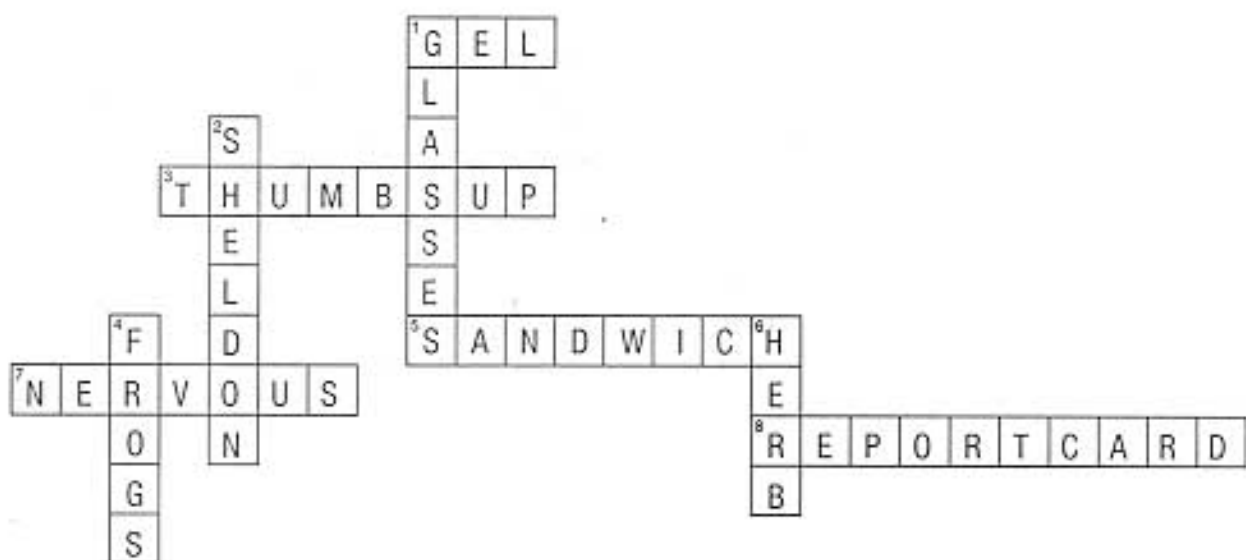 1 G E L
L
2 S A
3 T H U M B S U P
E S
L E
4 F D 5 S A N D W I C 6 H
7 N E R V O U S E
O N 8 R E P O R T C A R D
G B
S